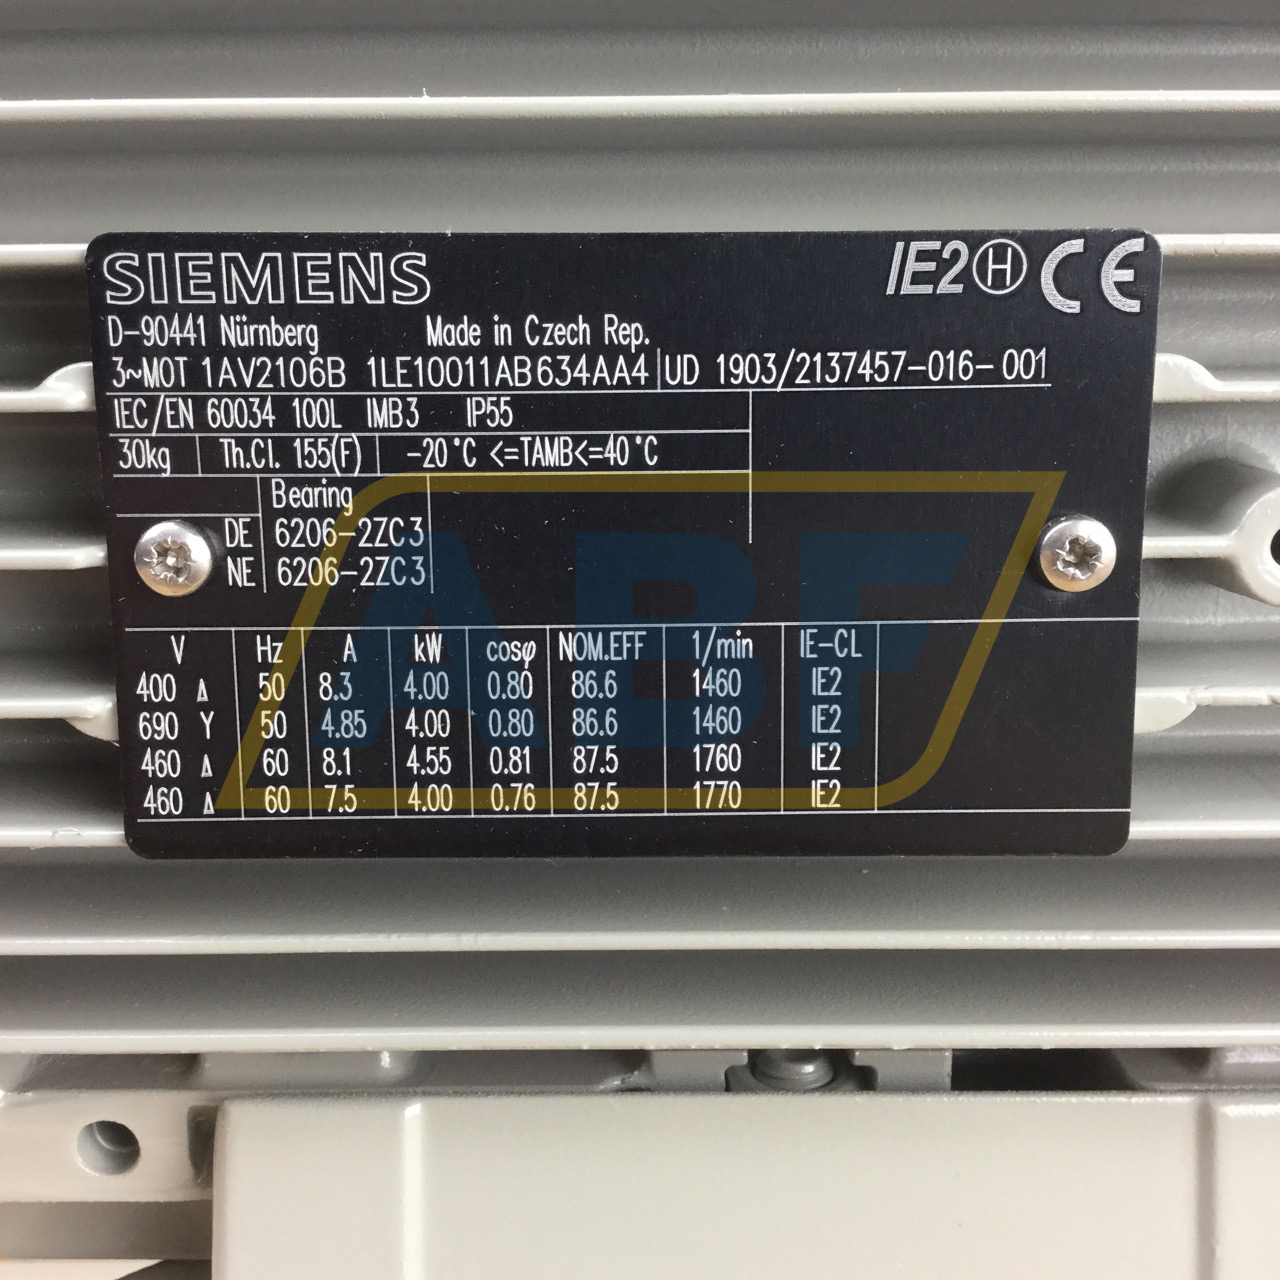 SIEMENS IE2 H CE
D-90441 Nürnberg Made in Czech Rep.
3~MOT 1AV2106B 1LE10011AB634AA4 UD 1903/2137457-016-001
IEC/EN 60034 100L IMB3 IP55
30kg Th.Cl. 155(F) -20°C <=TAMB<=40°C
Bearing
DE 6206-2ZC3
NE 6206-2ZC3
V Hz A kW cosφ NOM.EFF 1/min IE-CL
400 Δ 50 8.3 4.00 0.80 86.6 1460 IE2
690 Y 50 4.85 4.00 0.80 86.6 1460 IE2
460 Δ 60 8.1 4.55 0.81 87.5 1760 IE2
460 Δ 60 7.5 4.00 0.76 87.5 1770 IE2
ABF